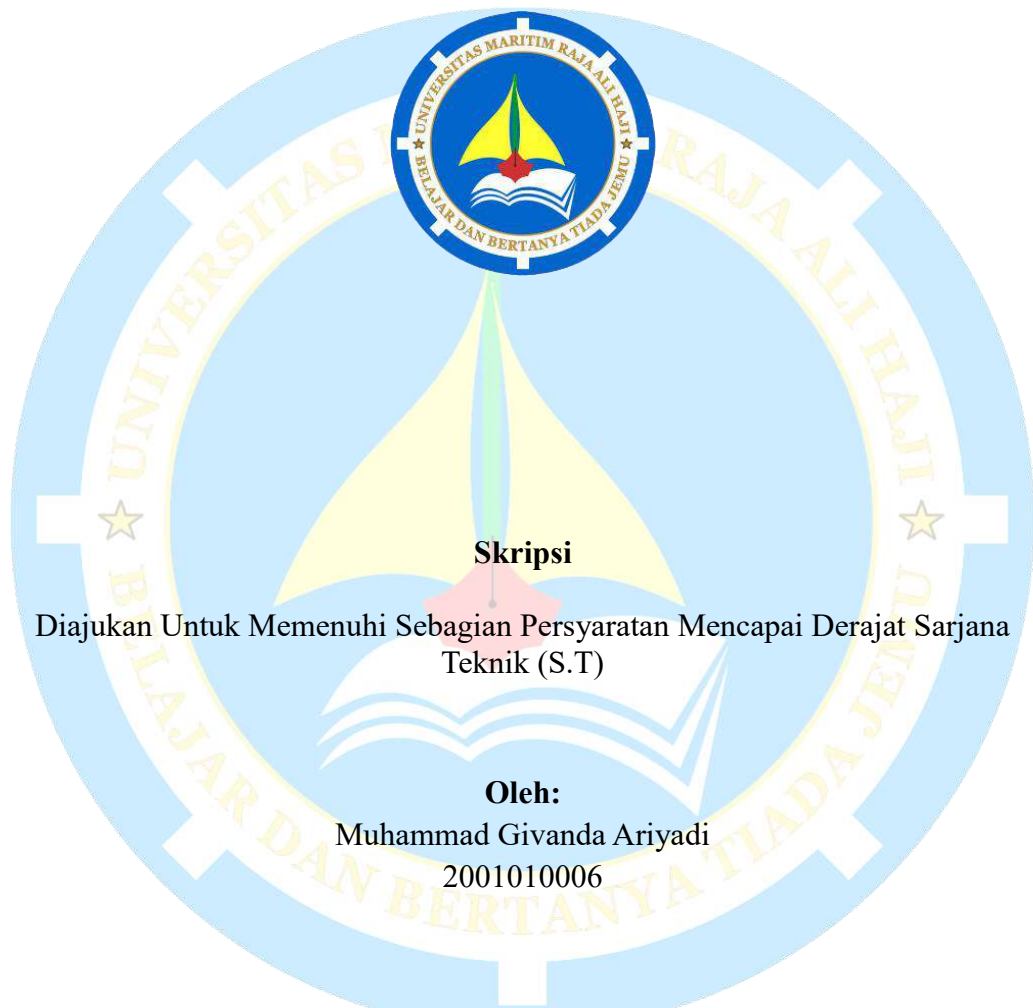 UNIVERSITAS MARITIM RAJA ALI HAJI
BELAJAR DAN BERTANYA TIADA JEMU
Skripsi
Diajukan Untuk Memenuhi Sebagian Persyaratan Mencapai Derajat Sarjana
Teknik (S.T)
Oleh:
Muhammad Givanda Ariyadi
2001010006